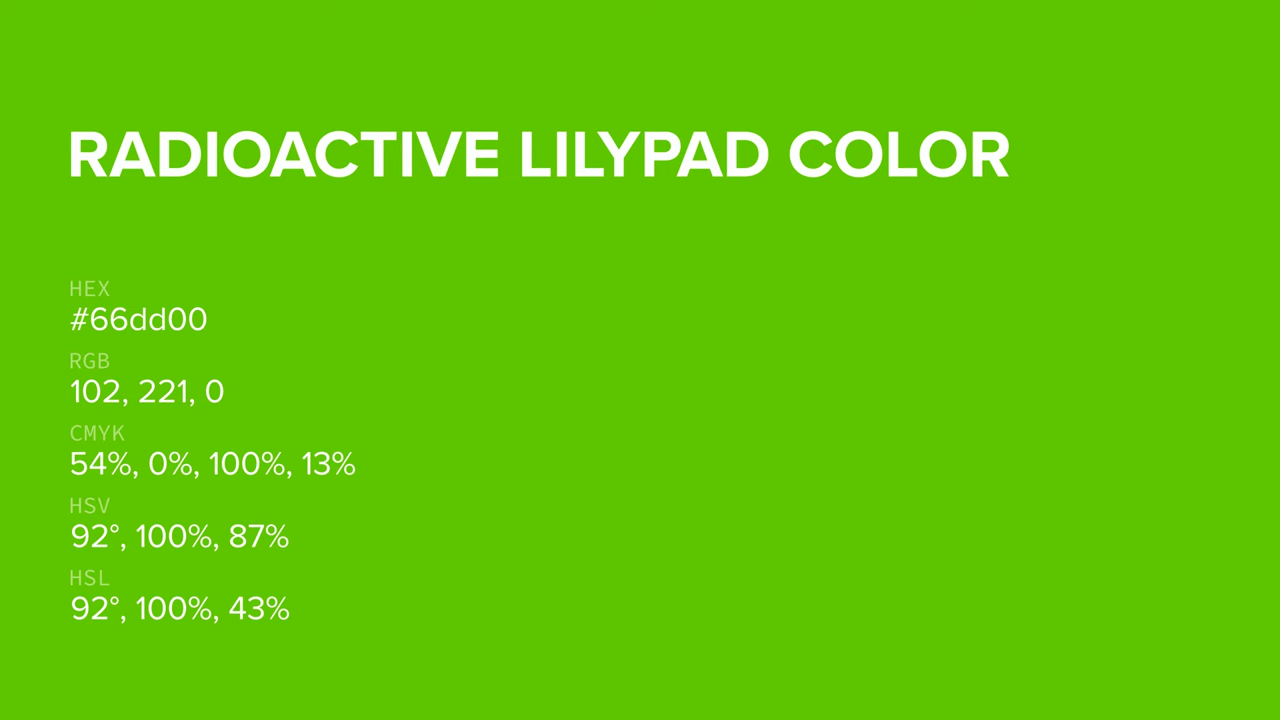 RADIOACTIVE LILYPAD COLOR
HEX
#66dd00
RGB
102, 221, 0
CMYK
54%, 0%, 100%, 13%
HSV
92°, 100%, 87%
HSL
92°, 100%, 43%